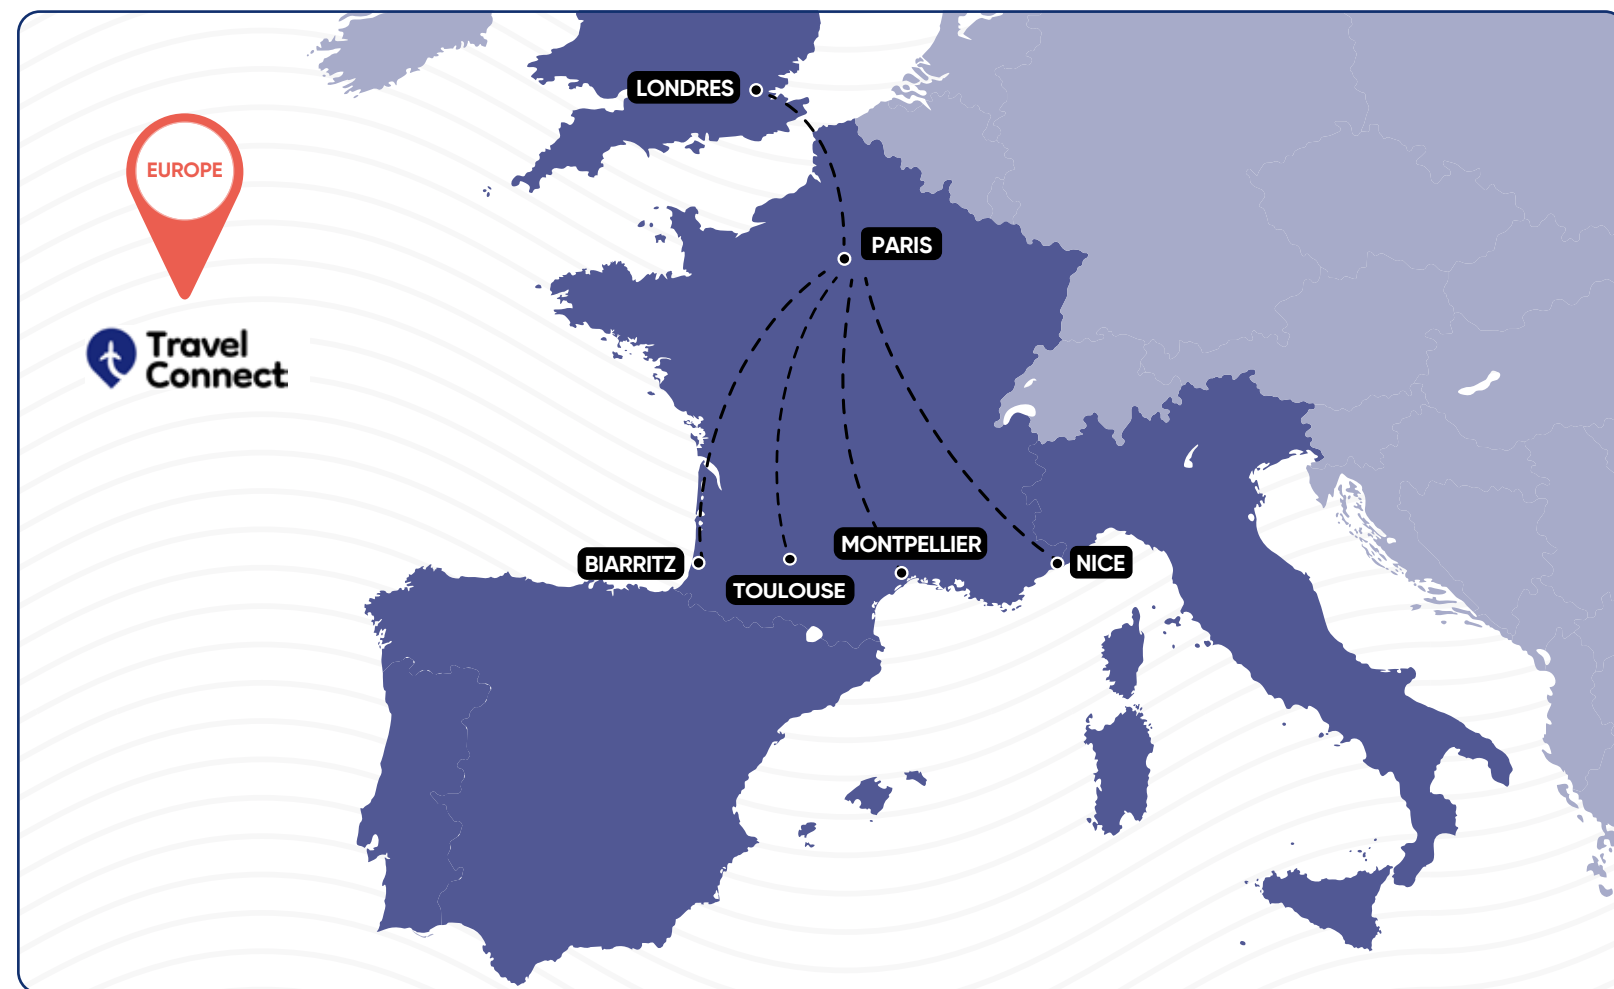 LONDRES
EUROPE
PARIS
Travel
Connect
MONTPELLIER
BIARRITZ
NICE
TOULOUSE